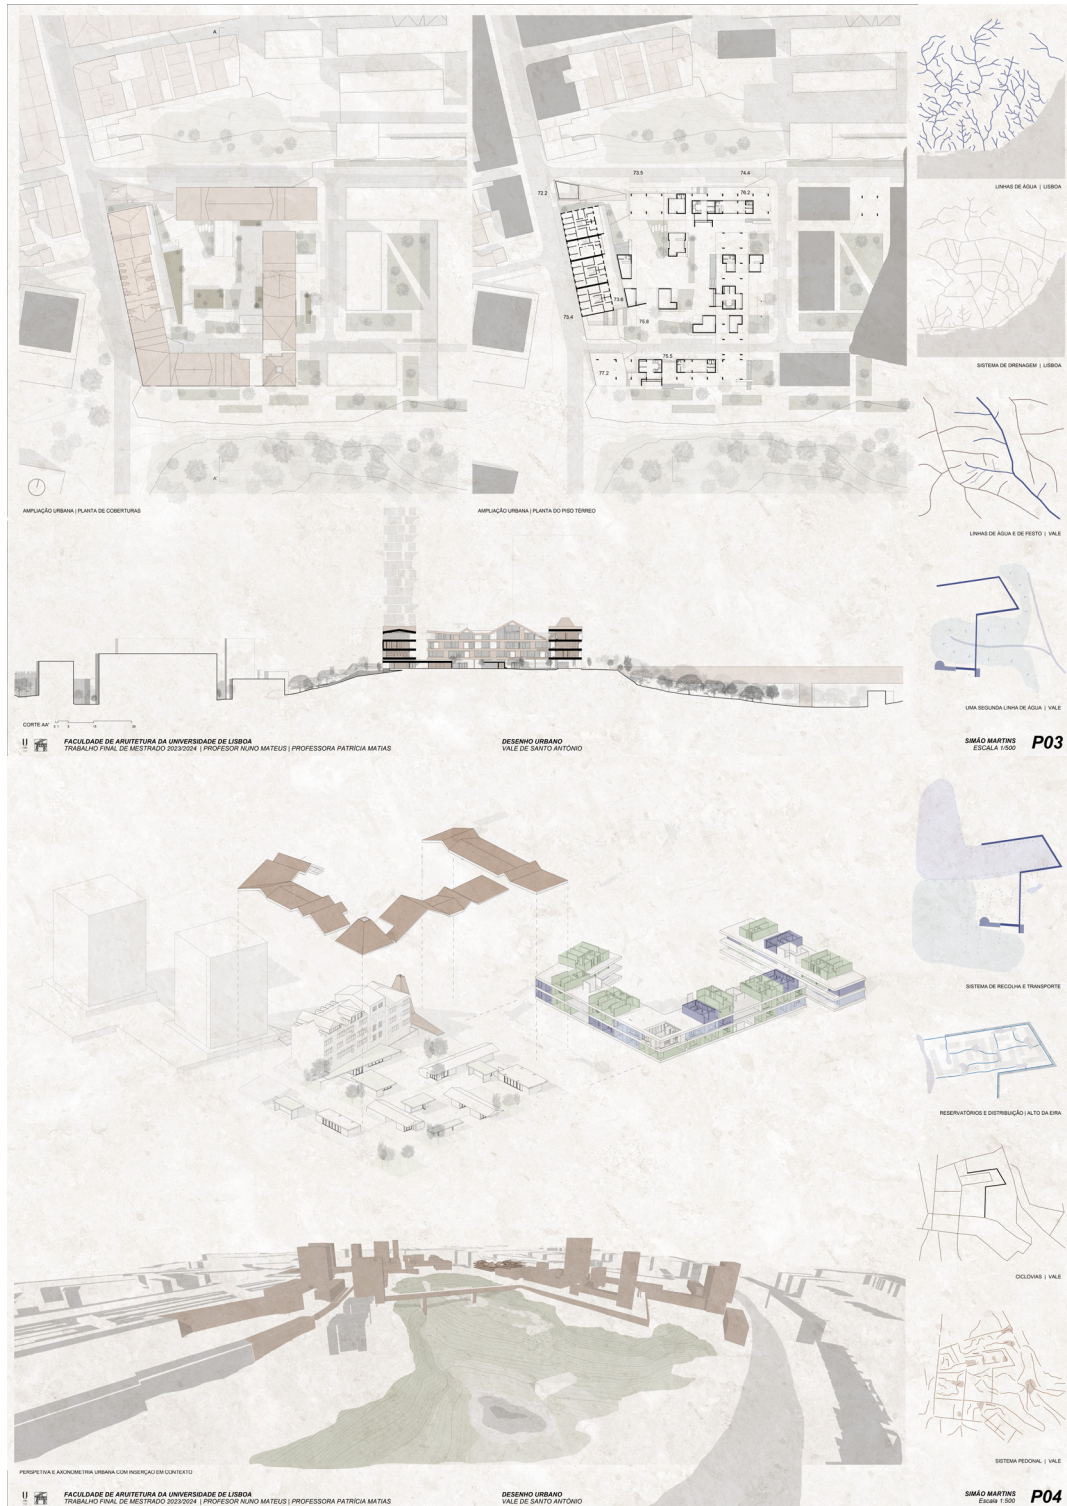 A
LINHAS DE ÁGUA | LISBOA
73.5
74.4
72.2
76.2
73.6
73.4
75.8
75.5
77.2
SISTEMA DE DRENAGEM | LISBOA
A'
AMPLIAÇÃO URBANA | PLANTA DE COBERTURAS
AMPLIAÇÃO URBANA | PLANTA DO PISO TÉRREO
LINHAS DE ÁGUA E DE FESTO | VALE
UMA SEGUNDA LINHA DE ÁGUA | VALE
CORTE AA'
FACULDADE DE ARUITETURA DA UNIVERSIDADE DE LISBOA
TRABALHO FINAL DE MESTRADO 2023/2024 | PROFESSOR NUNO MATEUS | PROFESSORA PATRÍCIA MATIAS
DESENHO URBANO
VALE DE SANTO ANTÓNIO
SIMÃO MARTINS
ESCALA 1/500
P03
SISTEMA DE RECOLHA E TRANSPORTE
RESERVATÓRIOS E DISTRIBUIÇÃO | ALTO DA EIRA
CICLOVIAS | VALE
SISTEMA PEDONAL | VALE
PERSPETIVA E AXONOMETRIA URBANA COM INSERÇÃO EM CONTEXTO
FACULDADE DE ARUITETURA DA UNIVERSIDADE DE LISBOA
TRABALHO FINAL DE MESTRADO 2023/2024 | PROFESSOR NUNO MATEUS | PROFESSORA PATRÍCIA MATIAS
DESENHO URBANO
VALE DE SANTO ANTÓNIO
SIMÃO MARTINS
Escala 1:500
P04